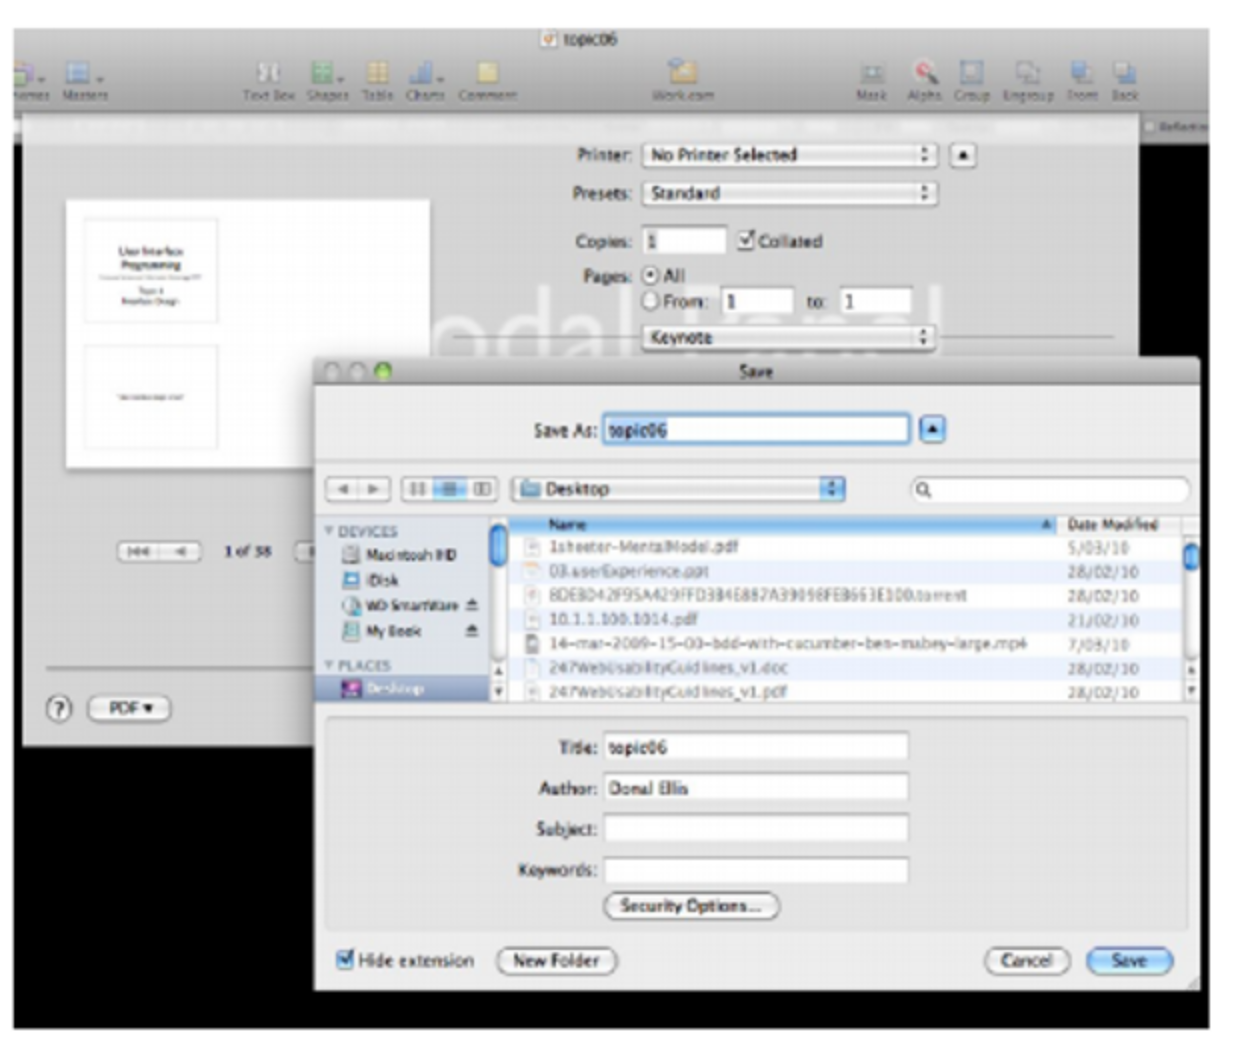 topic06
Masters
Text Box Shapes Table Charts Comment
iWork.com
Mask Alpha Group Ungroup Front Back
Printer: No Printer Selected
Presets: Standard
Copies: 1 Collated
Pages: All
From: 1 to: 1
odal Panel
Keynote
User Interface
Programming
Interface Design
1 of 38
? PDF
Save
Save As: topic06
Desktop
Name Date Modified
DEVICES
Macintosh HD
iDisk
WD SmartWare
My Book
PLACES
Desktop
1sheeter-MentalModel.pdf 5/03/10
03.userExperience.ppt 28/02/10
28/02/10
10.1.1.100.1014.pdf 21/02/10
14-mar-2009-15-00-bdd-with-cucumber-ben-mabey-large.mp4 7/03/10
247WebUsabilityGuidlines_v1.doc 28/02/10
247WebUsabilityGuidlines_v1.pdf 28/02/10
Title: topic06
Author: Donal Ellis
Subject:
Keywords:
Security Options...
Hide extension New Folder Cancel Save